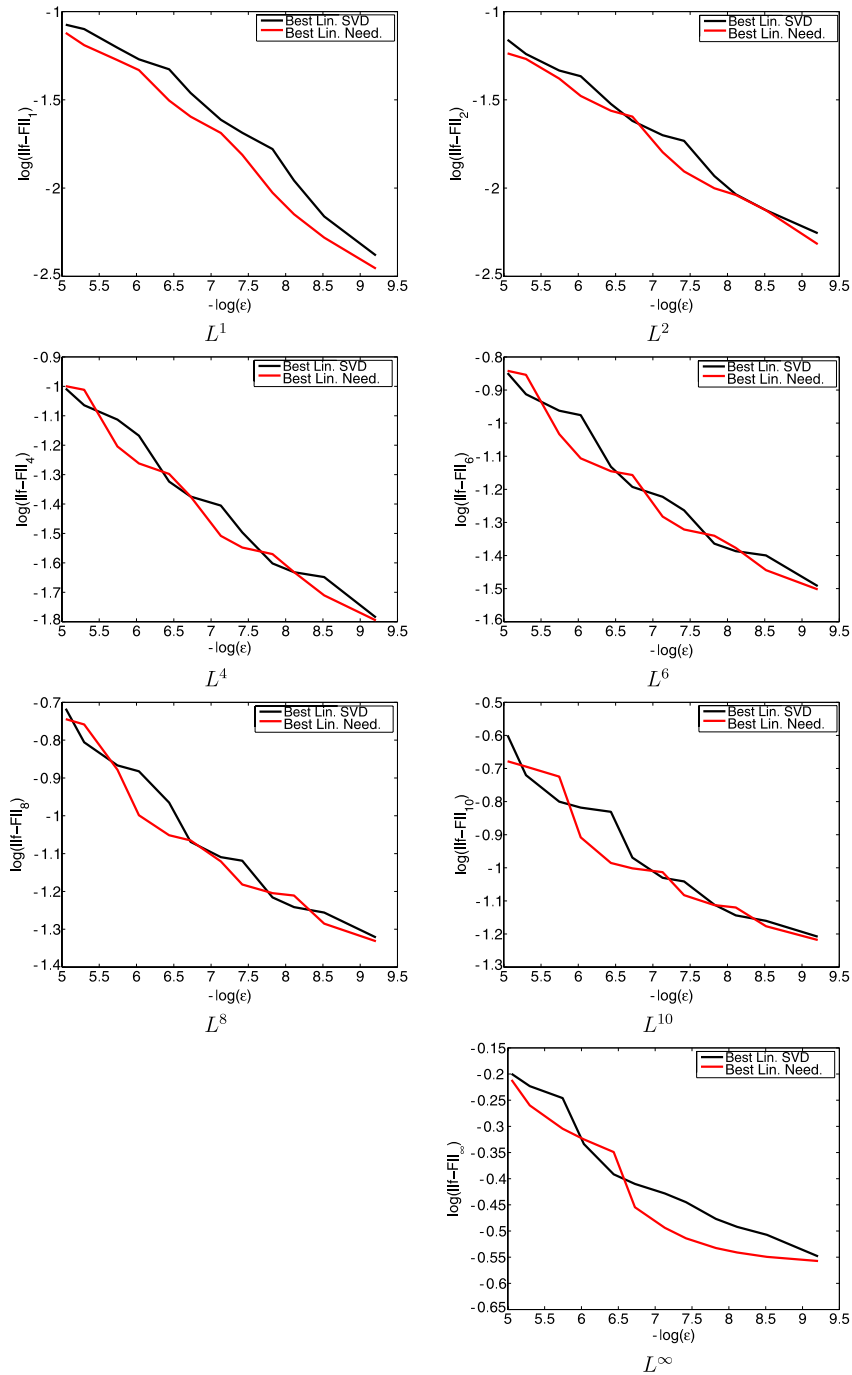 -1
-1.5
-2
-2.5
5 5.5 6 6.5 7 7.5 8 8.5 9 9.5
log(||f−F||1)
-log(ε)
Best Lin. SVD
Best Lin. Need.
L1
-1
-1.5
-2
-2.5
5 5.5 6 6.5 7 7.5 8 8.5 9 9.5
log(||f−F||2)
-log(ε)
Best Lin. SVD
Best Lin. Need.
L2
-0.9
-1
-1.1
-1.2
-1.3
-1.4
-1.5
-1.6
-1.7
-1.8
5 5.5 6 6.5 7 7.5 8 8.5 9 9.5
log(||f−F||4)
-log(ε)
Best Lin. SVD
Best Lin. Need.
L4
-0.8
-0.9
-1
-1.1
-1.2
-1.3
-1.4
-1.5
-1.6
5 5.5 6 6.5 7 7.5 8 8.5 9 9.5
log(||f−F||6)
-log(ε)
Best Lin. SVD
Best Lin. Need.
L6
-0.7
-0.8
-0.9
-1
-1.1
-1.2
-1.3
-1.4
5 5.5 6 6.5 7 7.5 8 8.5 9 9.5
log(||f−F||8)
-log(ε)
Best Lin. SVD
Best Lin. Need.
L8
-0.5
-0.6
-0.7
-0.8
-0.9
-1
-1.1
-1.2
-1.3
5 5.5 6 6.5 7 7.5 8 8.5 9 9.5
log(||f−F||10)
-log(ε)
Best Lin. SVD
Best Lin. Need.
L10
-0.15
-0.2
-0.25
-0.3
-0.35
-0.4
-0.45
-0.5
-0.55
-0.6
-0.65
5 5.5 6 6.5 7 7.5 8 8.5 9 9.5
log(||f−F||∞)
-log(ε)
Best Lin. SVD
Best Lin. Need.
L∞